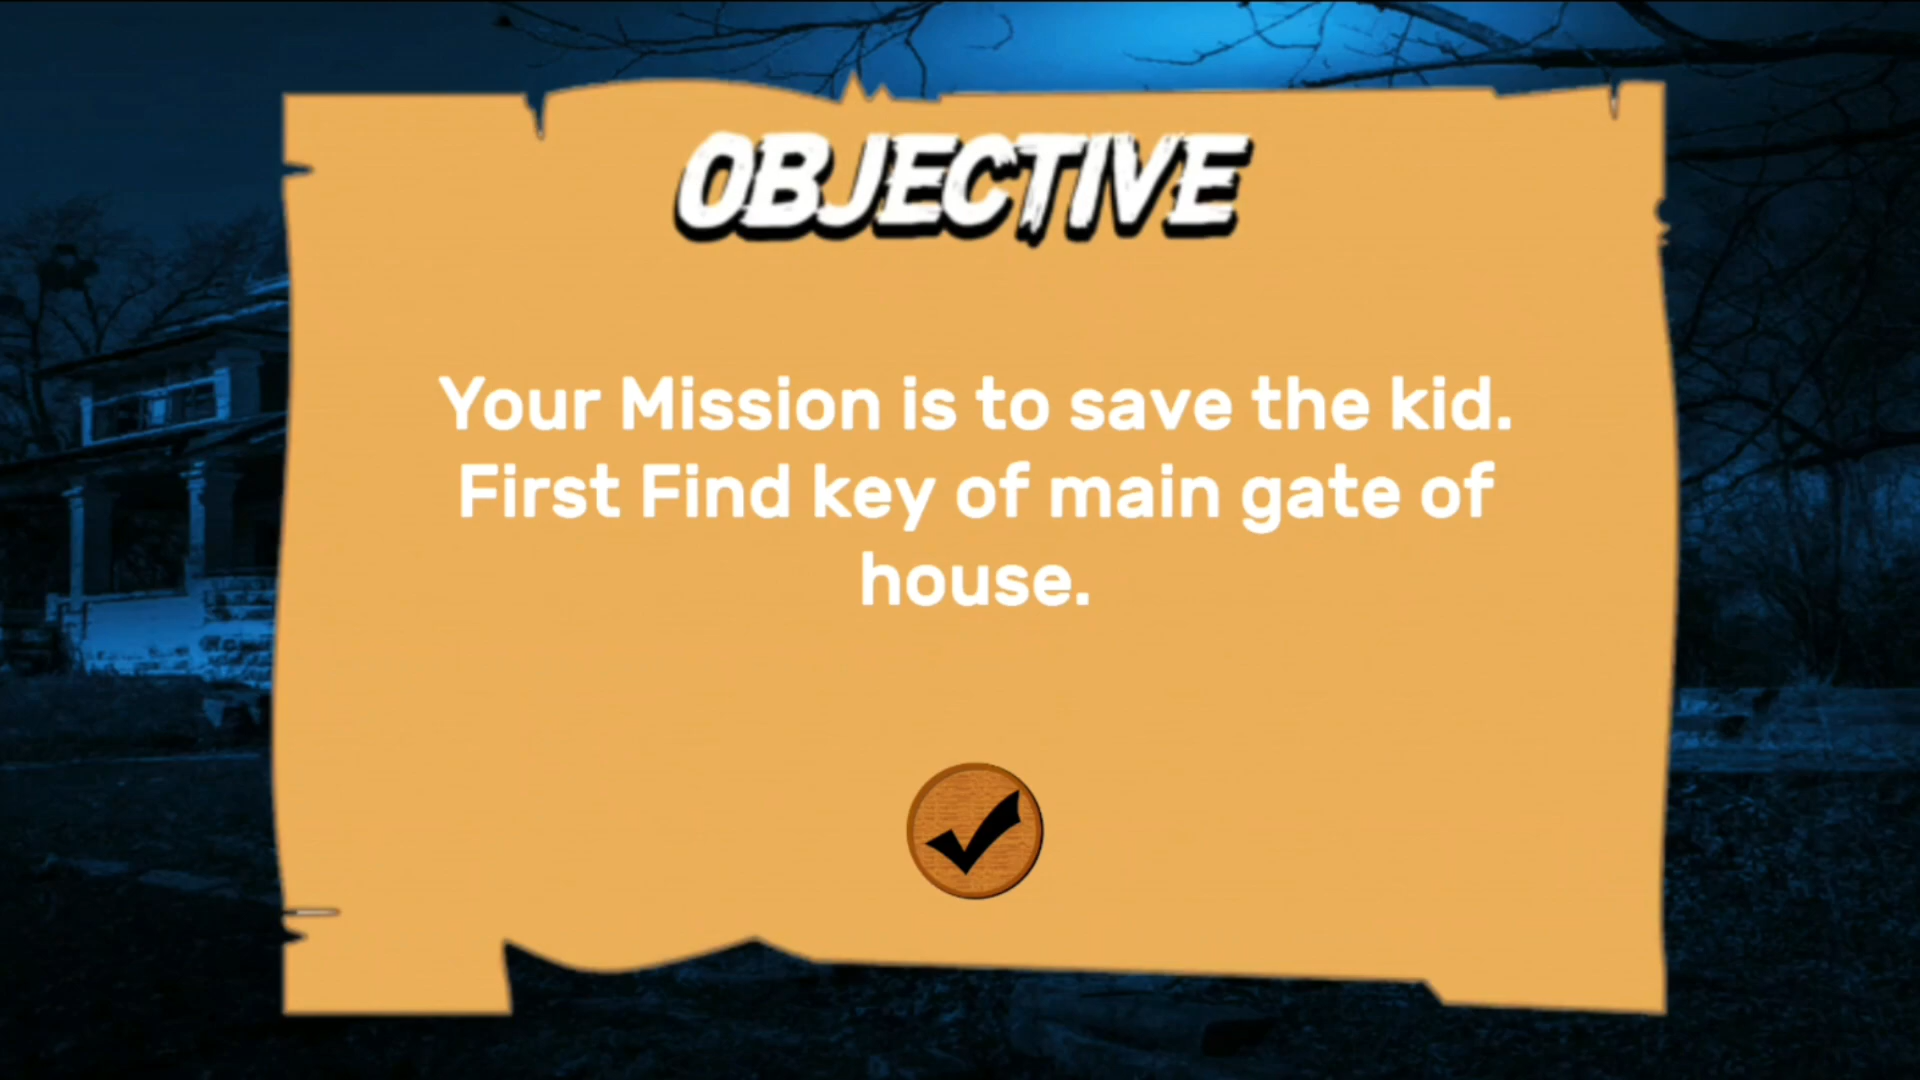 OBJECTIVE
Your Mission is to save the kid.
First Find key of main gate of
house.